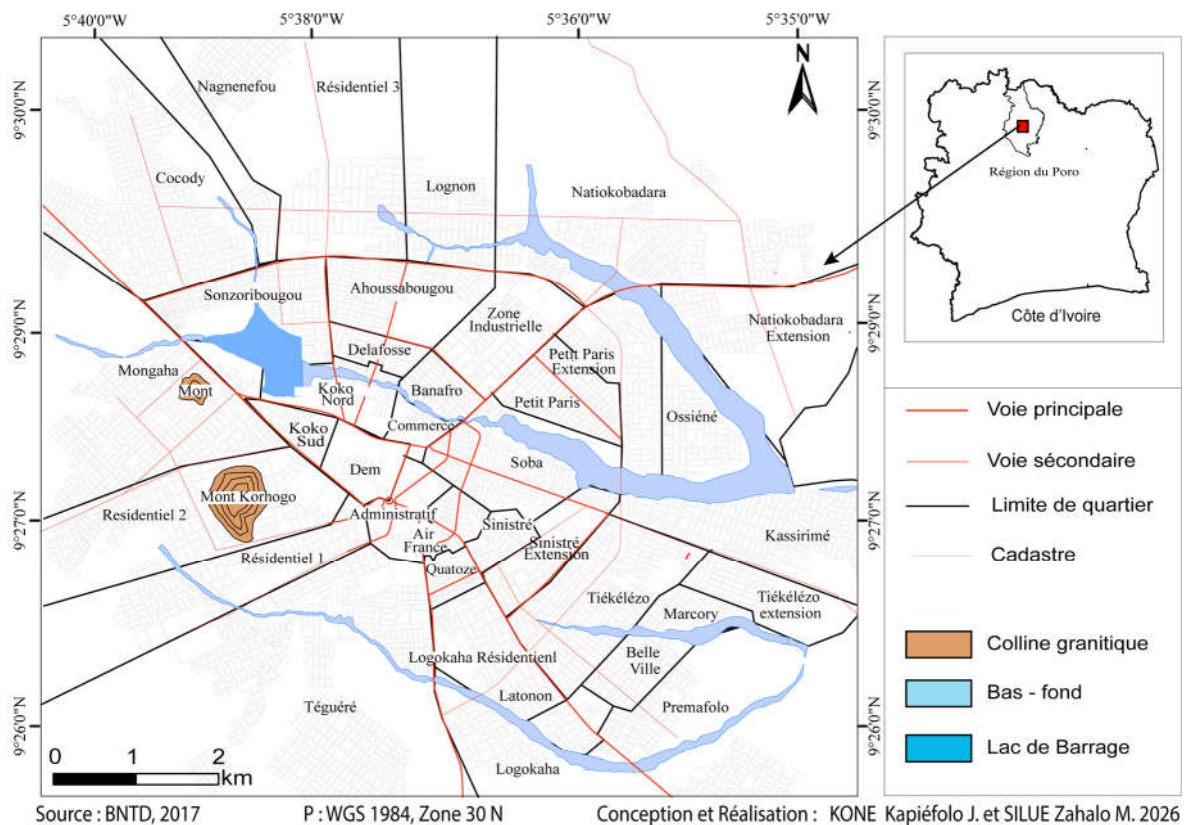 5°40'0"W
5°38'0"W
5°36'0"W
5°35'0"W
9°30'0"N
9°29'0"N
9°27'0"N
9°26'0"N
9°30'0"N
9°29'0"N
9°27'0"N
9°26'0"N
N
Nagnenefou
Résidentiel 3
Cocody
Lognon
Natiokobadara
Sonzoribougou
Ahoussabougou
Zone
Industrielle
Natiokobadara
Extension
Delafosse
Mongaha
Mont
Koko
Nord
Banafro
Petit Paris
Extension
Petit Paris
Ossiéné
Koko
Sud
Commerce
Dem
Soba
Mont Korhogo
Residentiel 2
Administratif
Air
France
Sinistré
Sinistré
Extension
Kassirimé
Résidentiel 1
Quatoze
Tiékélézo
Marcory
Tiékélézo
extension
Logokaha Résidentienl
Belle
Ville
Latonon
Premafolo
Téguéré
Logokaha
0 1 2
km
Région du Poro
Côte d'Ivoire
Voie principale
Voie sécondaire
Limite de quartier
Cadastre
Colline granitique
Bas - fond
Lac de Barrage
Source : BNTD, 2017 P : WGS 1984, Zone 30 N Conception et Réalisation : KONE Kapiéfolo J. et SILUE Zahalo M. 2026